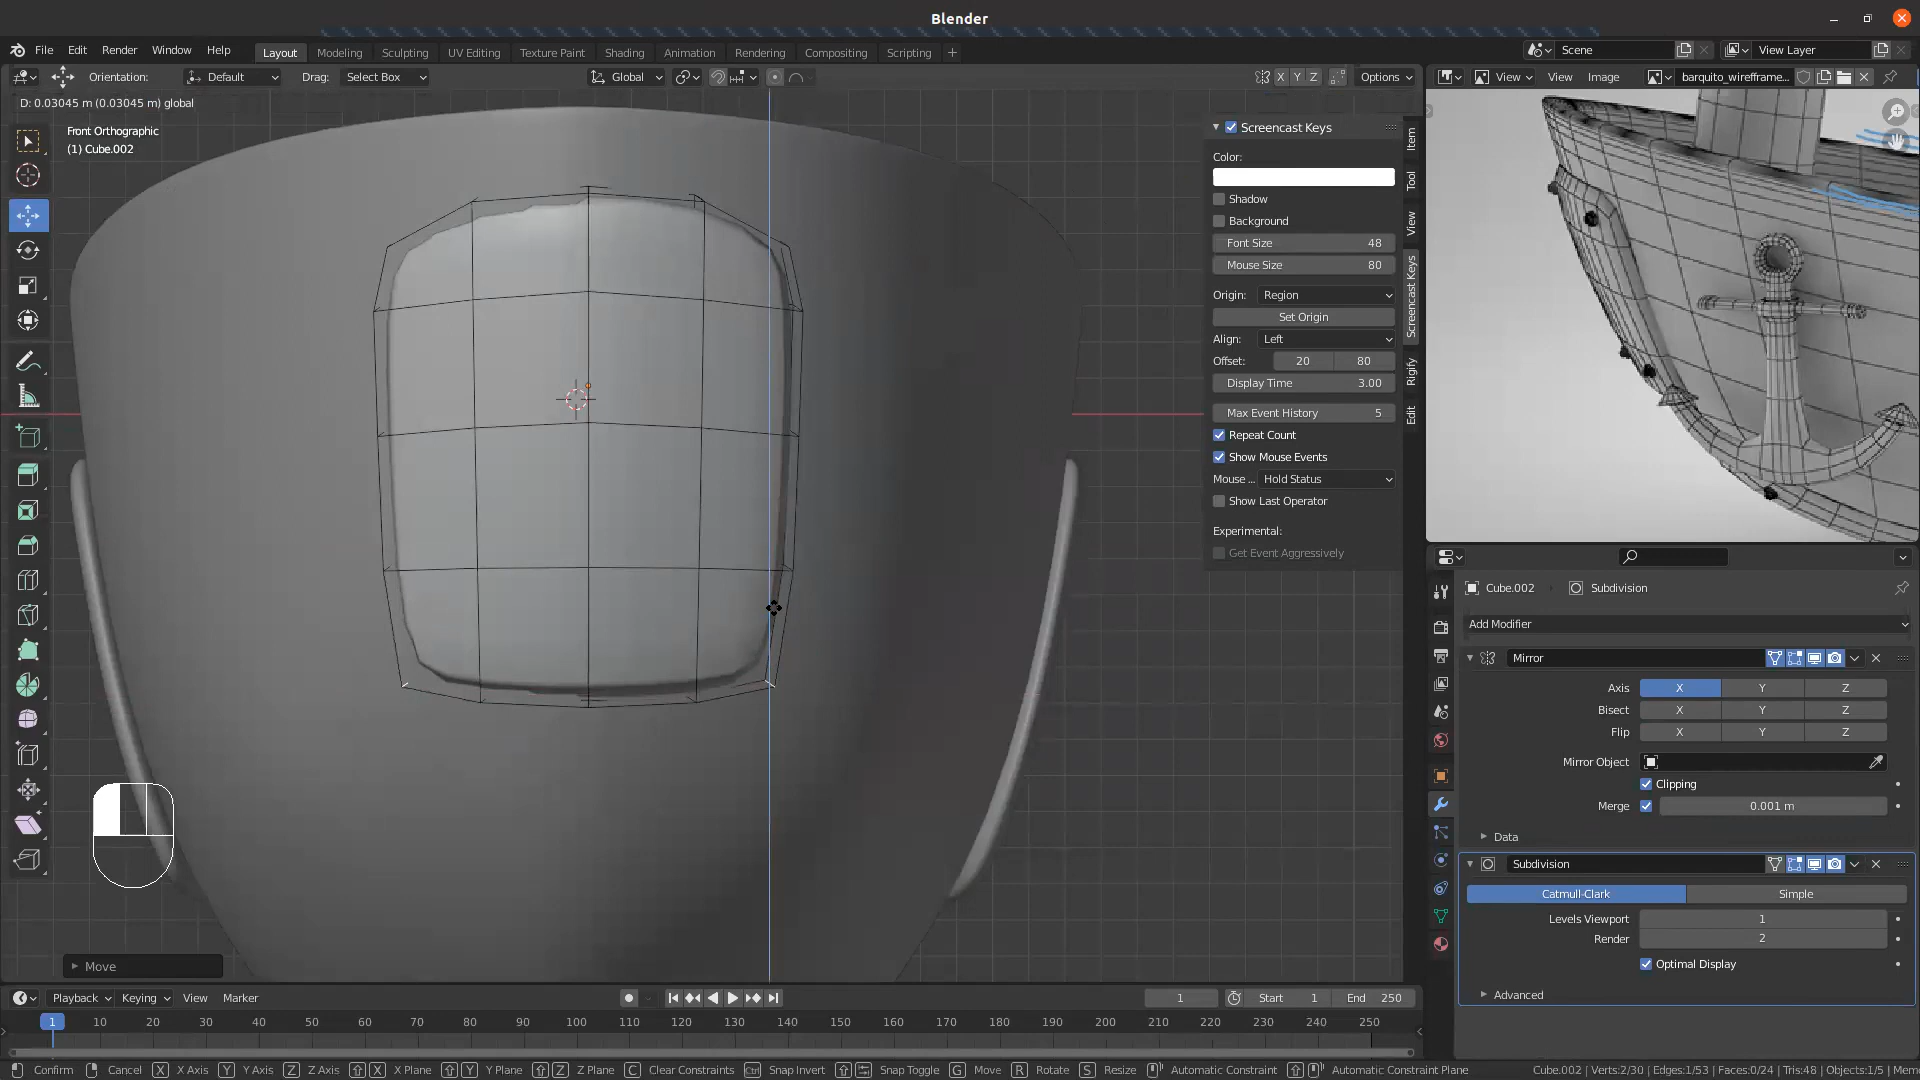 Blender
File Edit Render Window Help
Layout Modeling Sculpting UV Editing Texture Paint Shading Animation Rendering Compositing Scripting +
Scene
View Layer
Orientation: Default Drag: Select Box
Global
X Y Z Options
View View Image barquito_wireframe...
D: 0.03045 m (0.03045 m) global
Front Orthographic
(1) Cube.002
Screencast Keys
Color:
Shadow
Background
Font Size 48
Mouse Size 80
Origin: Region
Set Origin
Align: Left
Offset: 20 80
Display Time 3.00
Max Event History 5
Repeat Count
Show Mouse Events
Mouse ... Hold Status
Show Last Operator
Experimental:
Get Event Aggressively
Item
Tool
View
Screencast Keys
Rigify
Edit
Cube.002 Subdivision
Add Modifier
Mirror
Axis X Y Z
Bisect X Y Z
Flip X Y Z
Mirror Object
Clipping
Merge 0.001 m
Data
Subdivision
Catmull-Clark Simple
Levels Viewport 1
Render 2
Optimal Display
Advanced
Move
Playback Keying View Marker
1 Start 1 End 250
1 10 20 30 40 50 60 70 80 90 100 110 120 130 140 150 160 170 180 190 200 210 220 230 240 250
Confirm Cancel X X Axis Y Y Axis Z Z Axis X X Plane Y Y Plane Z Z Plane C Clear Constraints Ctrl Snap Invert Snap Toggle G Move R Rotate S Resize Automatic Constraint Automatic Constraint Plane
Cube.002 | Verts:2/30 | Edges:1/53 | Faces:0/24 | Tris:48 | Objects:1/5 | Mem